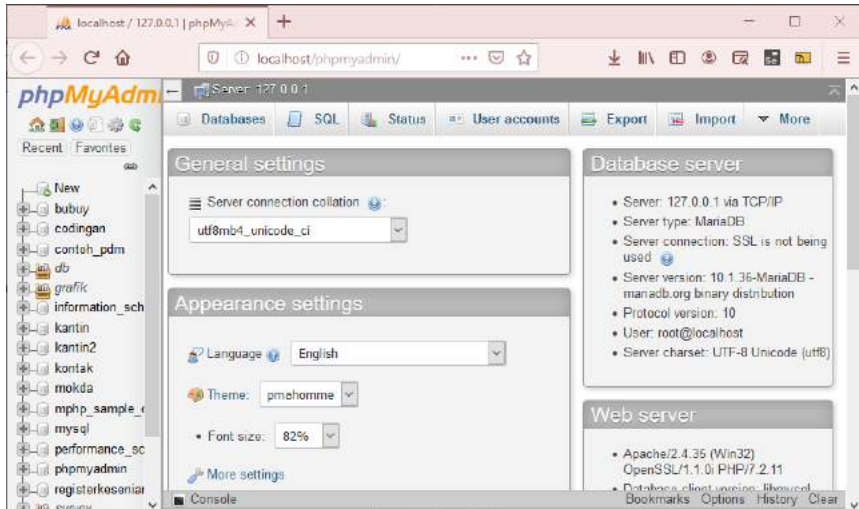 localhost / 127.0.0.1 | phpMyA
localhost/phpmyadmin/
phpMyAdm
Recent Favorites
New
bubuy
codingan
contoh_pdm
db
grafik
information_sch
kantin
kantin2
kontak
mokda
mphp_sample_
mysql
performance_sc
phpmyadmin
registerkesenian
survey
Server: 127.0.0.1
Databases SQL Status User accounts Export Import More
General settings
Server connection collation :
utf8mb4_unicode_ci
Appearance settings
Language English
Theme: pmahomme
• Font size: 82%
More settings
Database server
• Server: 127.0.0.1 via TCP/IP
• Server type: MariaDB
• Server connection: SSL is not being
used
• Server version: 10.1.36-MariaDB -
mariadb.org binary distribution
• Protocol version: 10
• User: root@localhost
• Server charset: UTF-8 Unicode (utf8)
Web server
• Apache/2.4.35 (Win32)
OpenSSL/1.1.0i PHP/7.2.11
• Database client version: libmysql
Console
Bookmarks Options History Clear